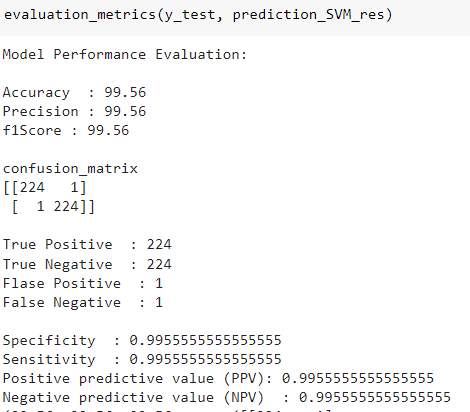 evaluation_metrics(y_test, prediction_SVM_res)
Model Performance Evaluation:
Accuracy  : 99.56
Precision : 99.56
f1Score : 99.56
confusion_matrix
[[224   1]
 [  1 224]]
True Positive  : 224
True Negative  : 224
Flase Positive  : 1
False Negative  : 1
Specificity  : 0.9955555555555555
Sensitivity  : 0.9955555555555555
Positive predictive value (PPV): 0.9955555555555555
Negative predictive value (NPV)  : 0.9955555555555555